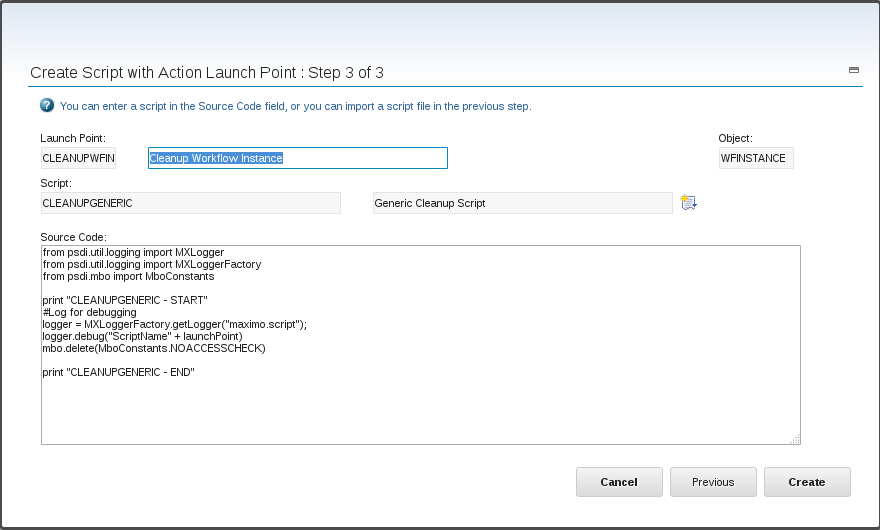 Create Script with Action Launch Point : Step 3 of 3
? You can enter a script in the Source Code field, or you can import a script file in the previous step.
Launch Point: Object:
CLEANUPWFIN Cleanup Workflow Instance WFINSTANCE
Script:
CLEANUPGENERIC Generic Cleanup Script
Source Code:
from psdi.util.logging import MXLogger
from psdi.util.logging import MXLoggerFactory
from psdi.mbo import MboConstants

print "CLEANUPGENERIC - START"
#Log for debugging
logger = MXLoggerFactory.getLogger("maximo.script");
logger.debug("ScriptName" + launchPoint)
mbo.delete(MboConstants.NOACCESSCHECK)

print "CLEANUPGENERIC - END"
Cancel Previous Create